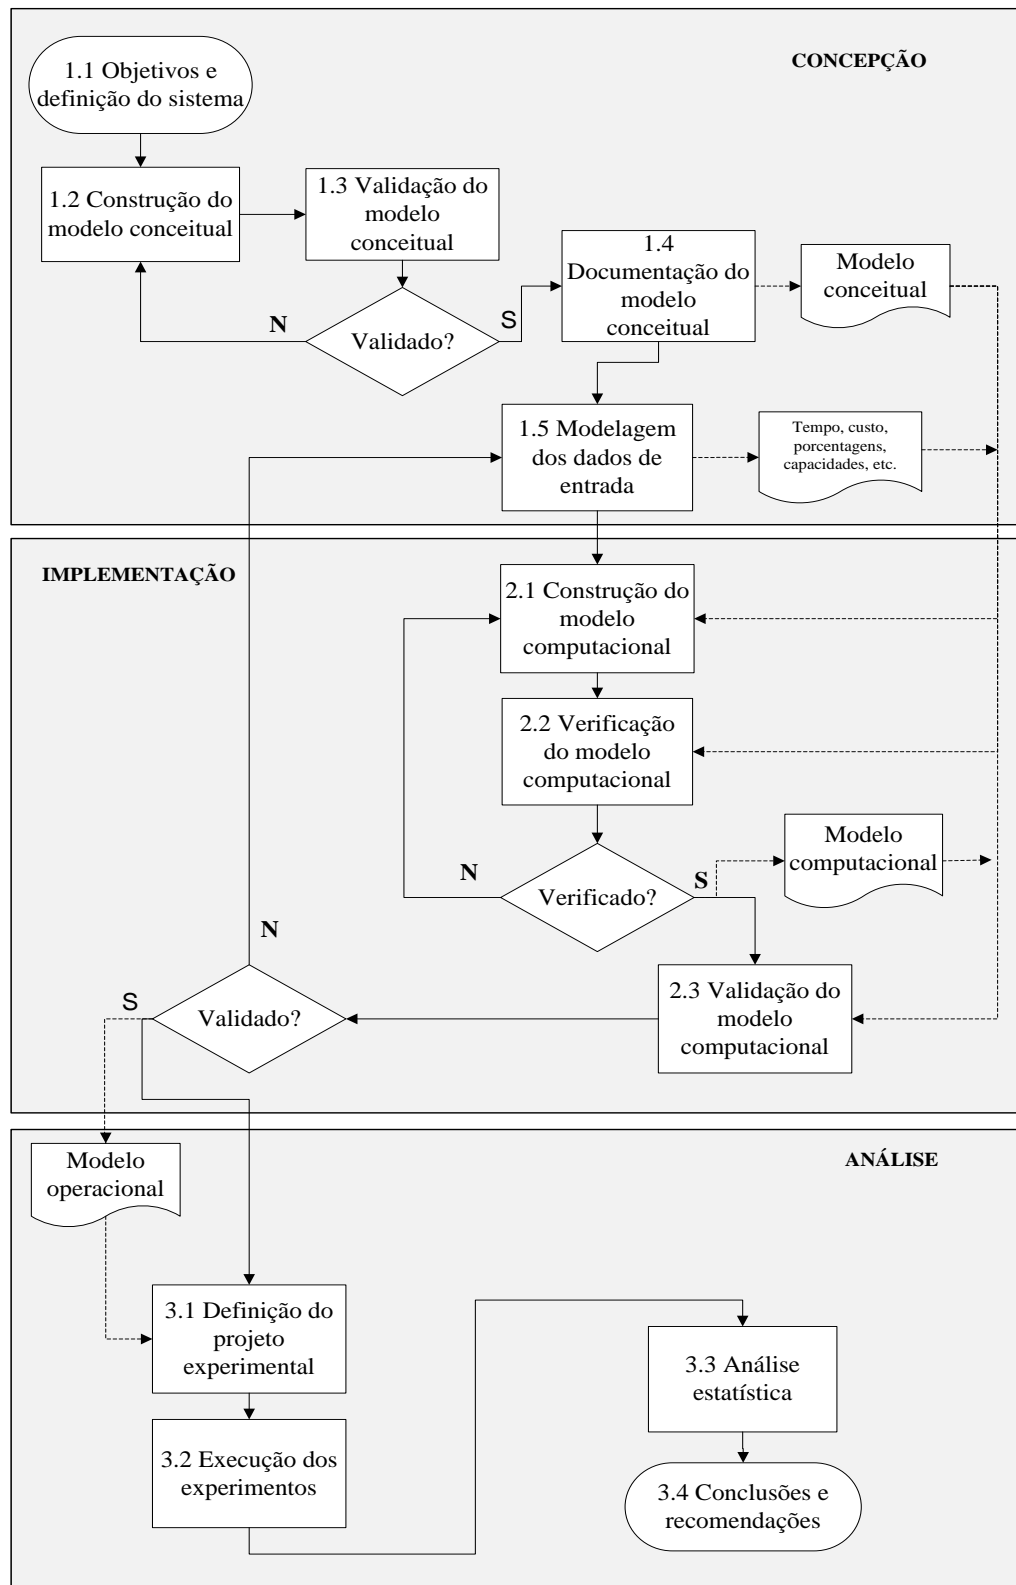 CONCEPÇÃO
1.1 Objetivos e
definição do sistema
1.2 Construção do
modelo conceitual
1.3 Validação do
modelo
conceitual
Validado?
N
S
1.4
Documentação do
modelo
conceitual
Modelo
conceitual
1.5 Modelagem
dos dados de
entrada
Tempo, custo,
porcentagens,
capacidades, etc.
IMPLEMENTAÇÃO
2.1 Construção do
modelo
computacional
2.2 Verificação
do modelo
computacional
Verificado?
N
S
Modelo
computacional
2.3 Validação do
modelo
computacional
Validado?
N
S
ANÁLISE
Modelo
operacional
3.1 Definição do
projeto
experimental
3.2 Execução dos
experimentos
3.3 Análise
estatística
3.4 Conclusões e
recomendações